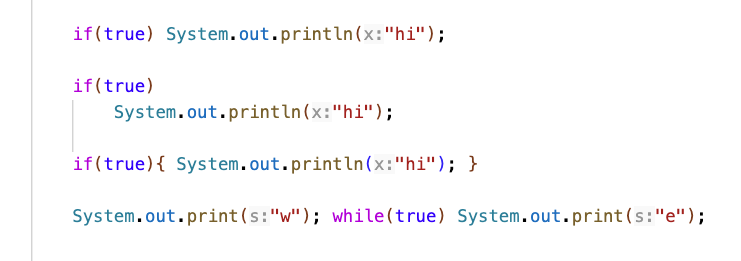 if(true) System.out.println(x:"hi");
if(true)
System.out.println(x:"hi");
if(true){ System.out.println(x:"hi"); }
System.out.print(s:"w"); while(true) System.out.print(s:"e");